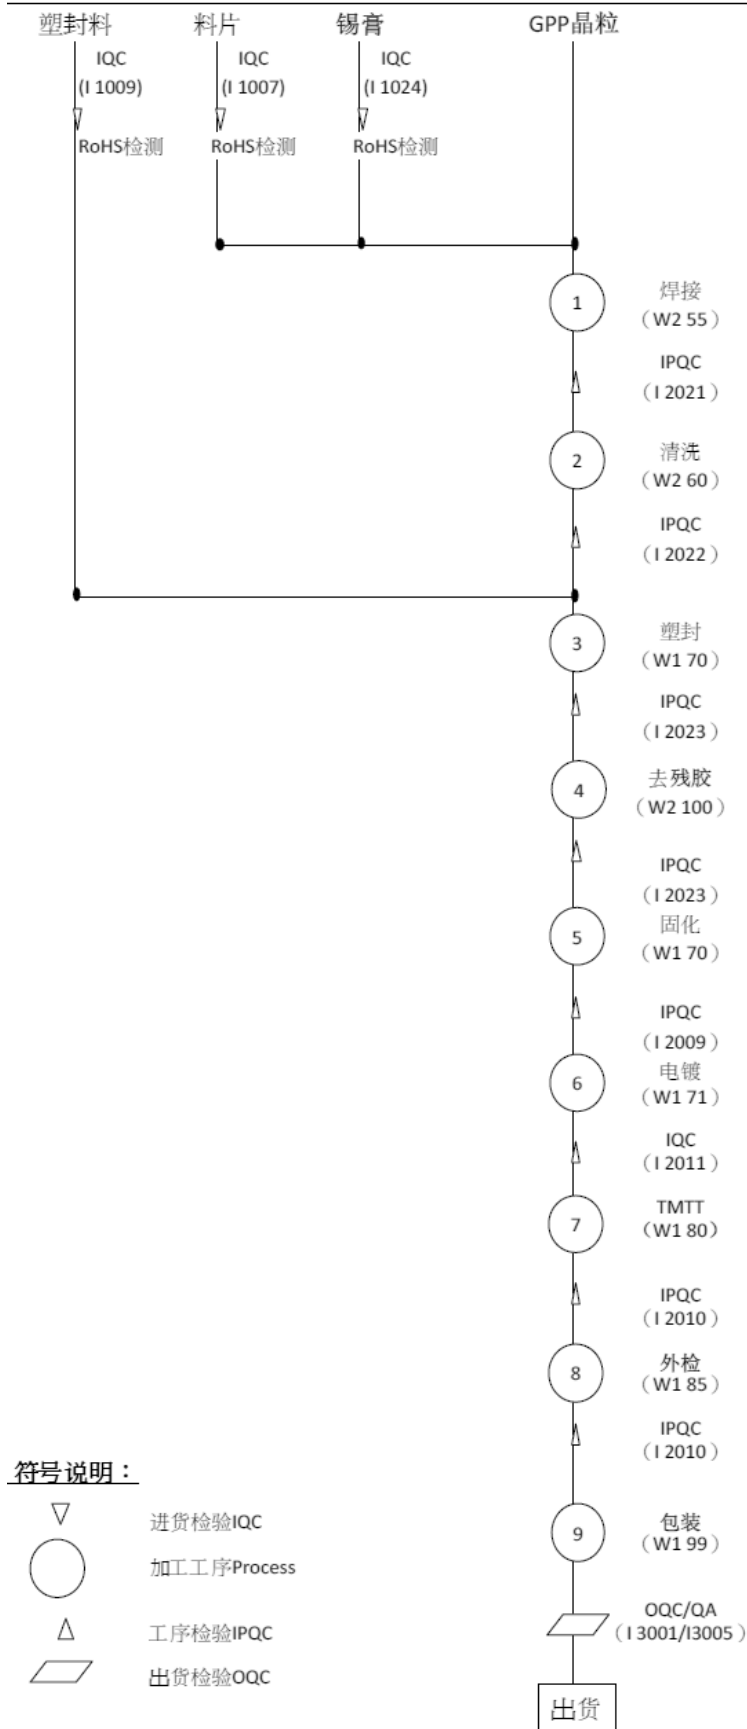 塑封料 料片 锡膏 GPP晶粒
IQC IQC IQC
(I 1009) (I 1007) (I 1024)
RoHS检测 RoHS检测 RoHS检测
1 焊接
（W2 55）
IPQC
（I 2021）
2 清洗
（W2 60）
IPQC
（I 2022）
3 塑封
（W1 70）
IPQC
（I 2023）
4 去残胶
（W2 100）
IPQC
（I 2023）
5 固化
（W1 70）
IPQC
（I 2009）
6 电镀
（W1 71）
IQC
（I 2011）
7 TMTT
（W1 80）
IPQC
（I 2010）
8 外检
（W1 85）
IPQC
（I 2010）
9 包装
（W1 99）
OQC/QA
（I 3001/I3005）
出货
符号说明：
进货检验IQC
加工工序Process
工序检验IPQC
出货检验OQC